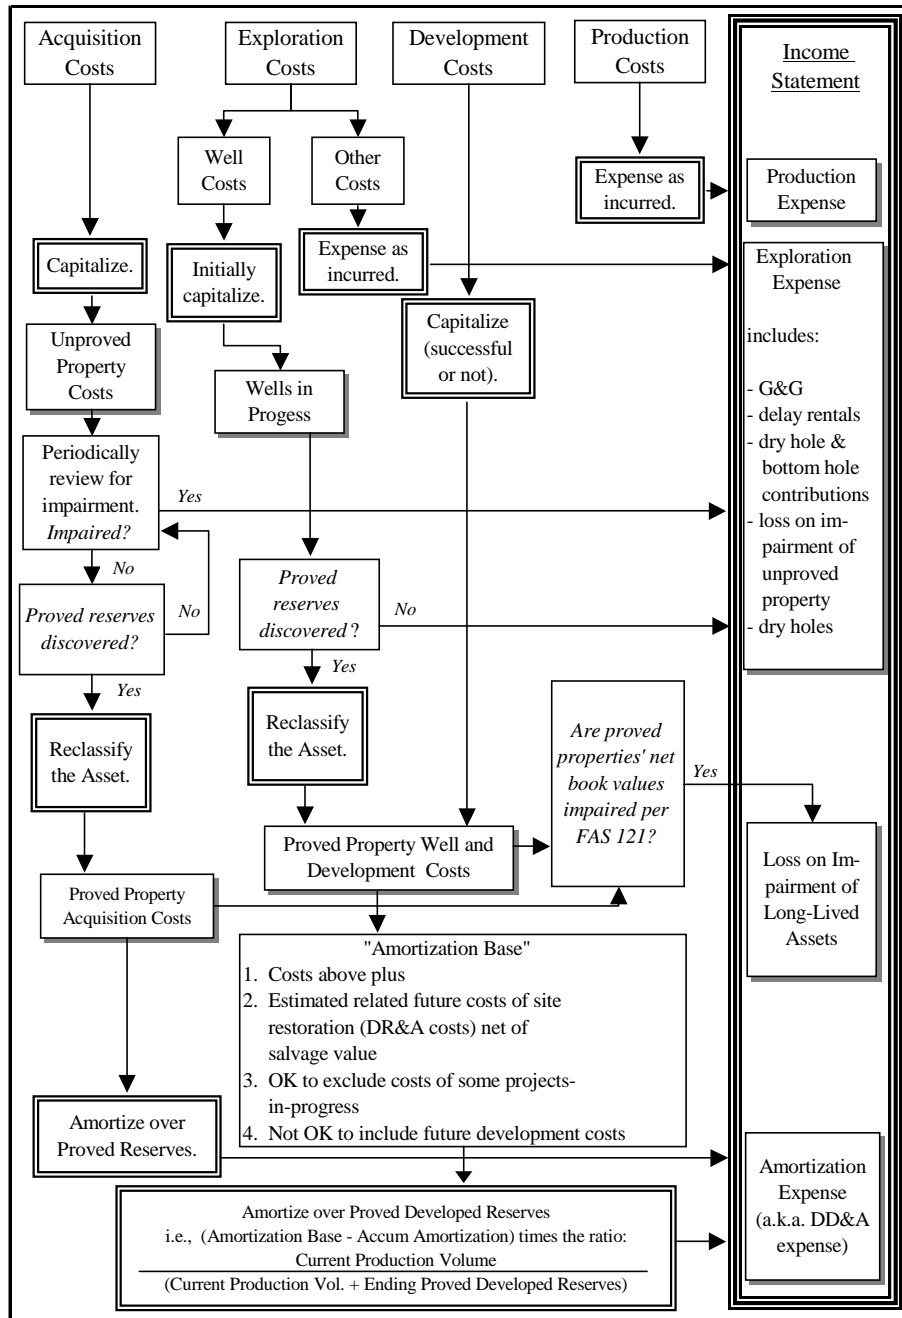 Acquisition
Costs
Exploration
Costs
Development
Costs
Production
Costs
Income
Statement
Well
Costs
Other
Costs
Expense as
incurred.
Production
Expense
Capitalize.
Initially
capitalize.
Expense as
incurred.
Exploration
Expense
includes:
- G&G
- delay rentals
- dry hole &
bottom hole
contributions
- loss on im-
pairment of
unproved
property
- dry holes
Capitalize
(successful
or not).
Unproved
Property
Costs
Wells in
Progess
Periodically
review for
impairment.
Impaired?
Yes
No
Proved reserves
discovered?
No
Proved
reserves
discovered?
No
Yes
Yes
Reclassify
the Asset.
Reclassify
the Asset.
Are proved
properties' net
book values
impaired per
FAS 121?
Yes
Proved Property Well and
Development Costs
Loss on Im-
pairment of
Long-Lived
Assets
Proved Property
Acquisition Costs
"Amortization Base"
1. Costs above plus
2. Estimated related future costs of site
restoration (DR&A costs) net of
salvage value
3. OK to exclude costs of some projects-
in-progress
4. Not OK to include future development costs
Amortize over
Proved Reserves.
Amortization
Expense
(a.k.a. DD&A
expense)
Amortize over Proved Developed Reserves
i.e., (Amortization Base - Accum Amortization) times the ratio:
Current Production Volume
(Current Production Vol. + Ending Proved Developed Reserves)